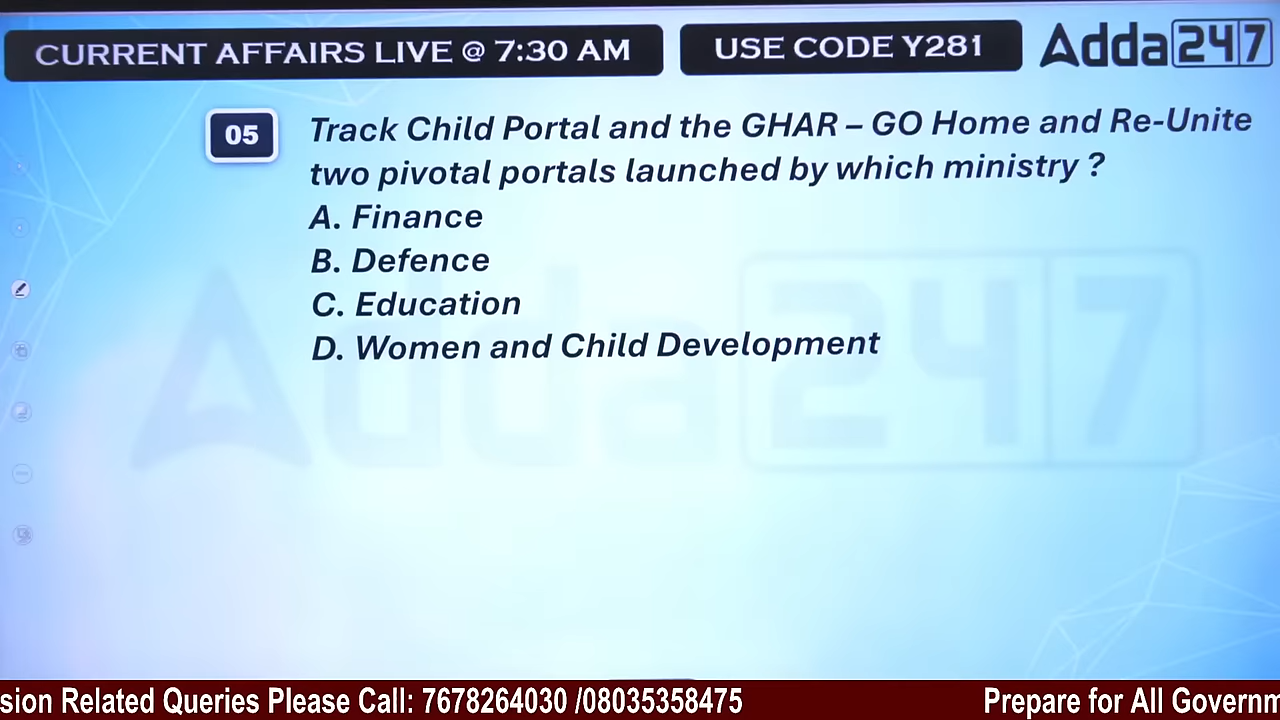 CURRENT AFFAIRS LIVE @ 7:30 AM
USE CODE Y281
Adda247
05
Track Child Portal and the GHAR – GO Home and Re-Unite
two pivotal portals launched by which ministry ?
A. Finance
B. Defence
C. Education
D. Women and Child Development
Adda247
sion Related Queries Please Call: 7678264030 /08035358475
Prepare for All Governm